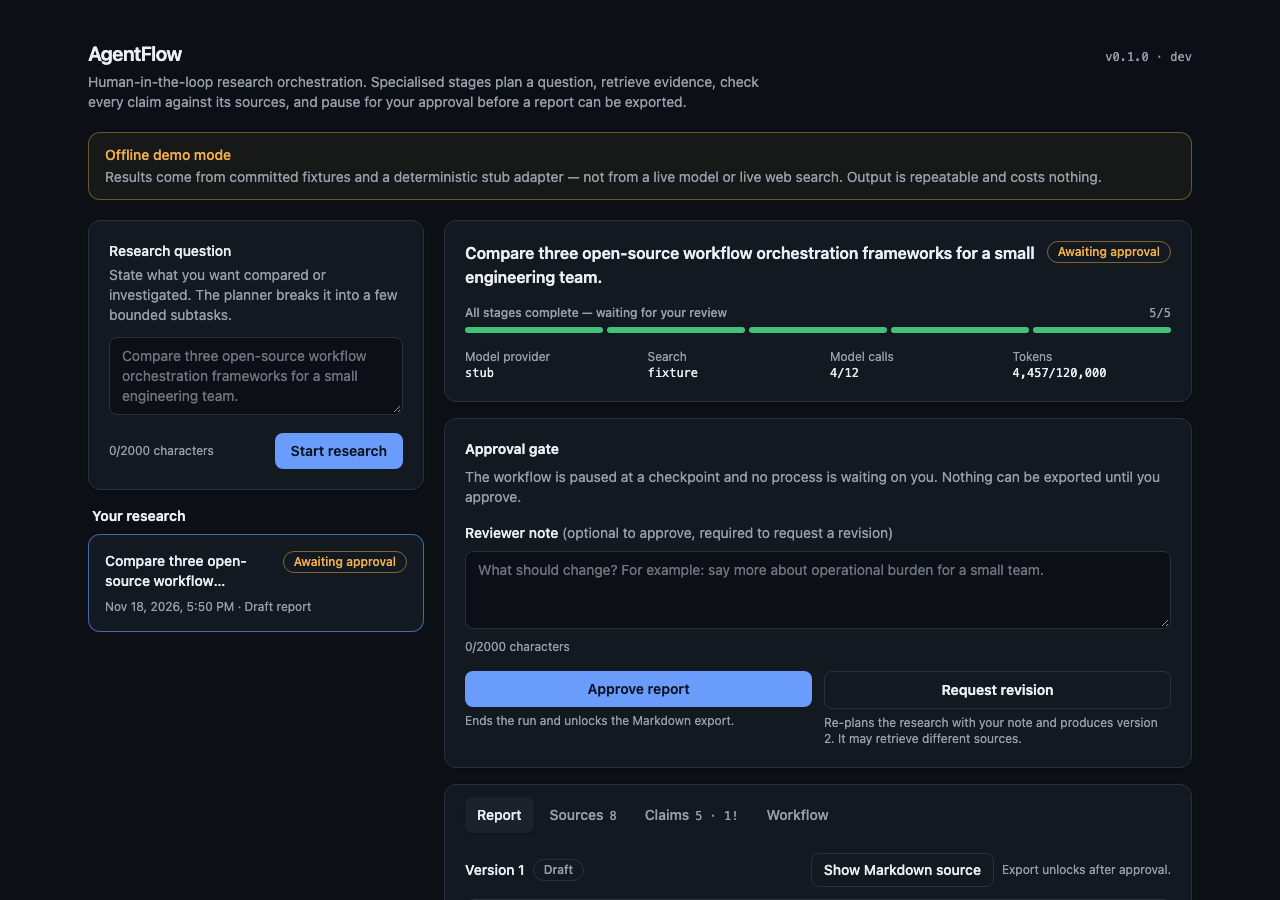 AgentFlow
v0.1.0 · dev
Human-in-the-loop research orchestration. Specialised stages plan a question, retrieve evidence, check
every claim against its sources, and pause for your approval before a report can be exported.
Offline demo mode
Results come from committed fixtures and a deterministic stub adapter — not from a live model or live web search. Output is repeatable and costs nothing.
Research question
State what you want compared or
investigated. The planner breaks it into a few
bounded subtasks.
Compare three open-source workflow
orchestration frameworks for a small
engineering team.
0/2000 characters
Start research
Your research
Compare three open-
source workflow...
Awaiting approval
Nov 18, 2026, 5:50 PM · Draft report
Compare three open-source workflow orchestration frameworks for a small
engineering team.
Awaiting approval
All stages complete — waiting for your review
5/5
Model provider
stub
Search
fixture
Model calls
4/12
Tokens
4,457/120,000
Approval gate
The workflow is paused at a checkpoint and no process is waiting on you. Nothing can be exported until you
approve.
Reviewer note (optional to approve, required to request a revision)
What should change? For example: say more about operational burden for a small team.
0/2000 characters
Approve report
Ends the run and unlocks the Markdown export.
Request revision
Re-plans the research with your note and produces version
2. It may retrieve different sources.
Report
Sources 8
Claims 5 · 1!
Workflow
Version 1
Draft
Show Markdown source
Export unlocks after approval.